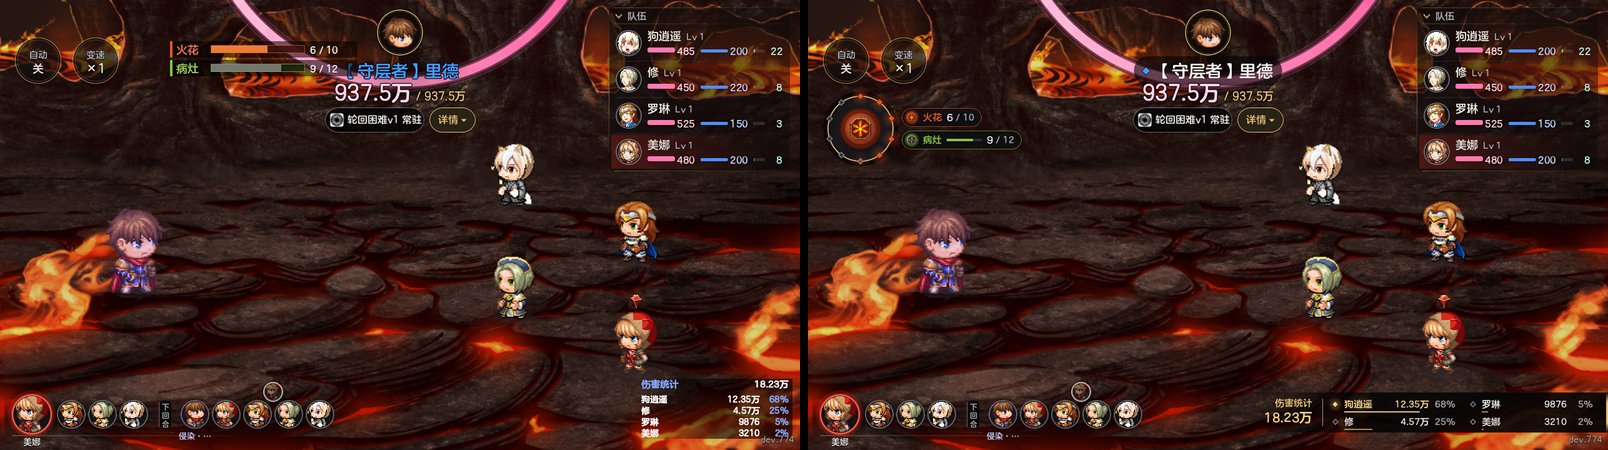 自动
关
变速
×1
火花 6 / 10
病灶 9 / 12
【守层者】里德
937.5万 / 937.5万
轮回困难v1 常驻
详情
队伍
狗逍遥 Lv 1
485 200 22
修 Lv 1
450 220 8
罗琳 Lv 1
525 150 3
美娜 Lv 1
480 200 8
美娜
下回合
侵染 · ...
伤害统计 18.23万
狗逍遥 12.35万 68%
修 4.57万 25%
罗琳 9876 5%
美娜 3210 2%
dev.774
自动
关
变速
×1
火花 6 / 10
病灶 9 / 12
【守层者】里德
937.5万 / 937.5万
轮回困难v1 常驻
详情
队伍
狗逍遥 Lv 1
485 200 22
修 Lv 1
450 220 8
罗琳 Lv 1
525 150 3
美娜 Lv 1
480 200 8
美娜
下回合
侵染 · ...
伤害统计
18.23万
狗逍遥 12.35万 68%
罗琳 9876 5%
修 4.57万 25%
美娜 3210 2%
dev.774